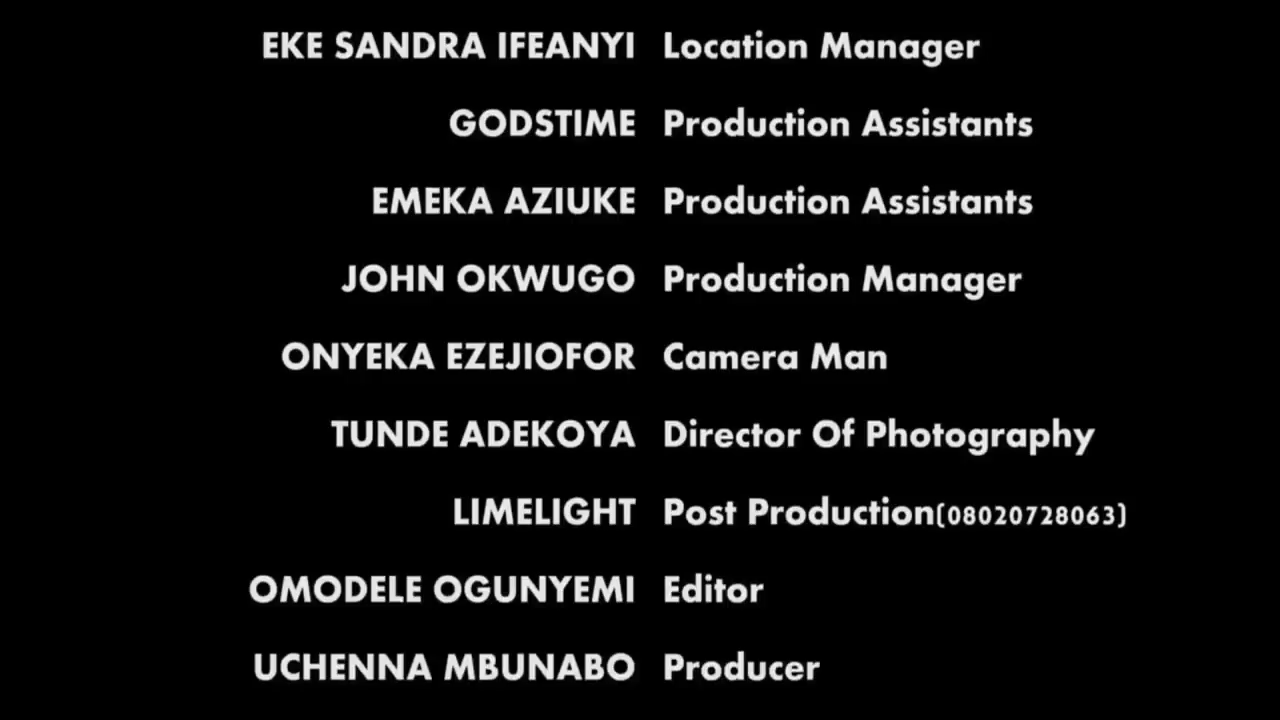 EKE SANDRA IFEANYI Location Manager
GODSTIME Production Assistants
EMEKA AZIUKE Production Assistants
JOHN OKWUGO Production Manager
ONYEKA EZEJIOFOR Camera Man
TUNDE ADEKOYA Director Of Photography
LIMELIGHT Post Production(08020728063)
OMODELE OGUNYEMI Editor
UCHENNA MBUNABO Producer